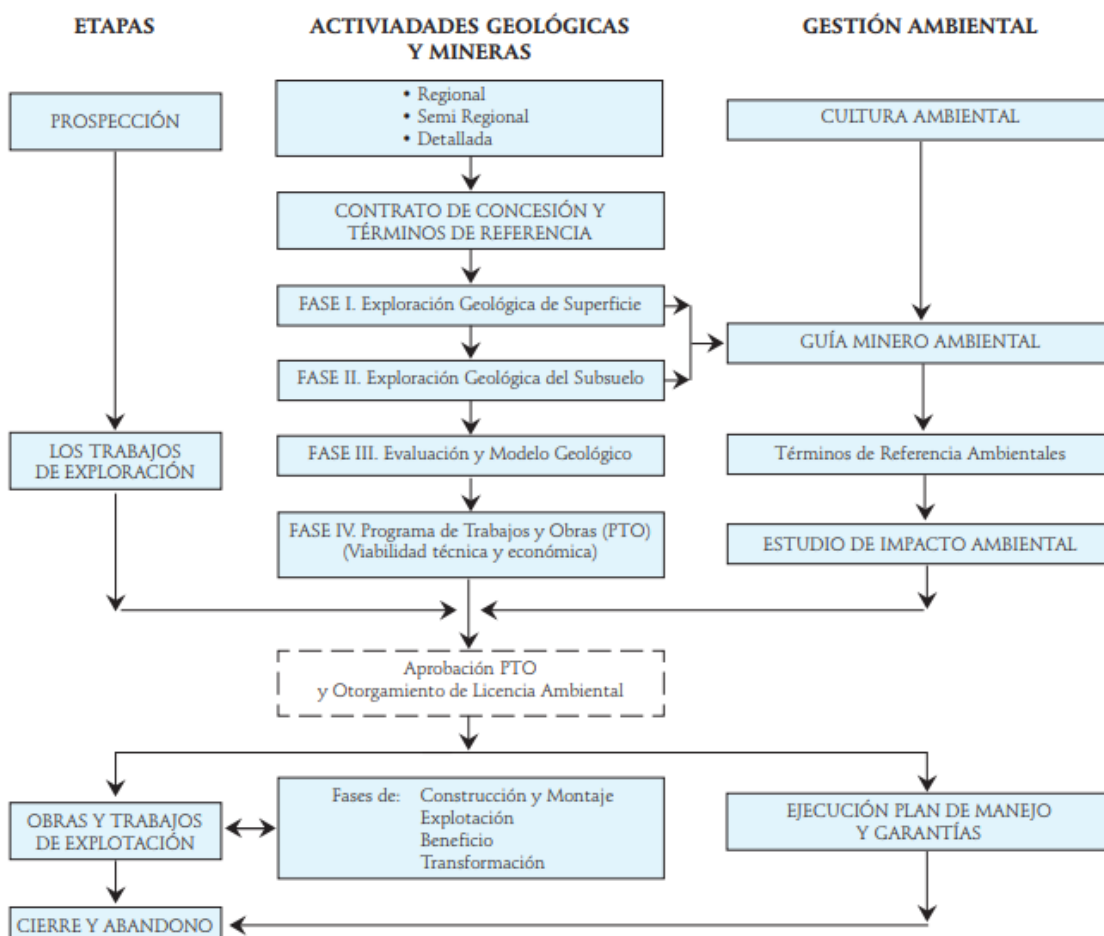 ETAPAS
ACTIVIADADES GEOLÓGICAS
Y MINERAS
GESTIÓN AMBIENTAL
PROSPECCIÓN
• Regional
• Semi Regional
• Detallada
CULTURA AMBIENTAL
CONTRATO DE CONCESIÓN Y
TÉRMINOS DE REFERENCIA
FASE I. Exploración Geológica de Superficie
GUÍA MINERO AMBIENTAL
FASE II. Exploración Geológica del Subsuelo
LOS TRABAJOS
DE EXPLORACIÓN
FASE III. Evaluación y Modelo Geológico
Términos de Referencia Ambientales
FASE IV. Programa de Trabajos y Obras (PTO)
(Viabilidad técnica y económica)
ESTUDIO DE IMPACTO AMBIENTAL
Aprobación PTO
y Otorgamiento de Licencia Ambiental
OBRAS Y TRABAJOS
DE EXPLOTACIÓN
Fases de: Construcción y Montaje
Explotación
Beneficio
Transformación
EJECUCIÓN PLAN DE MANEJO
Y GARANTÍAS
CIERRE Y ABANDONO